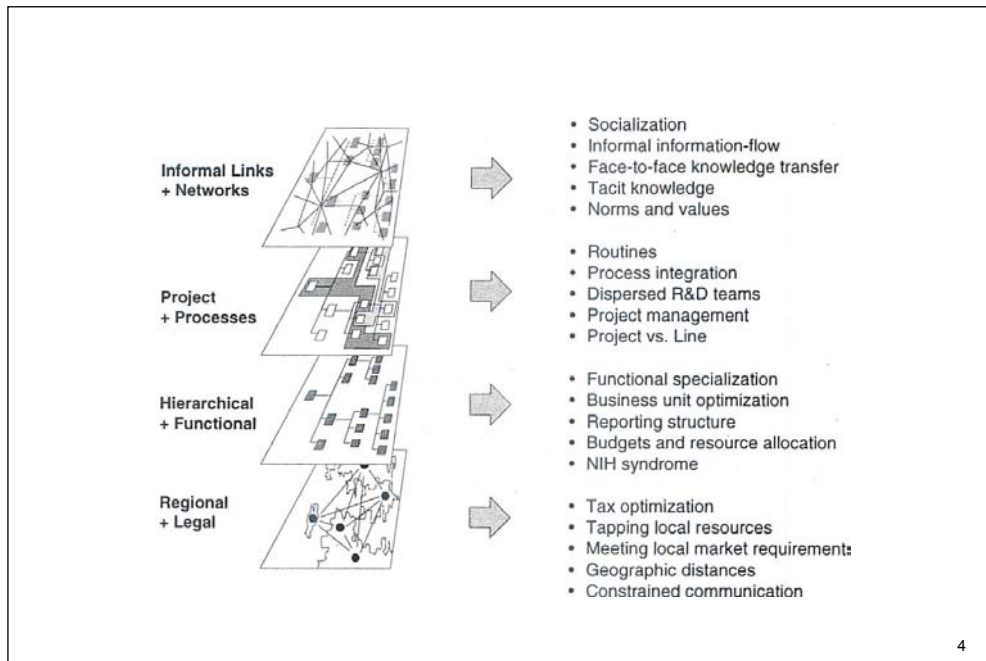 Informal Links
+ Networks
• Socialization
• Informal information-flow
• Face-to-face knowledge transfer
• Tacit knowledge
• Norms and values
Project
+ Processes
• Routines
• Process integration
• Dispersed R&D teams
• Project management
• Project vs. Line
Hierarchical
+ Functional
• Functional specialization
• Business unit optimization
• Reporting structure
• Budgets and resource allocation
• NIH syndrome
Regional
+ Legal
• Tax optimization
• Tapping local resources
• Meeting local market requirements
• Geographic distances
• Constrained communication
4